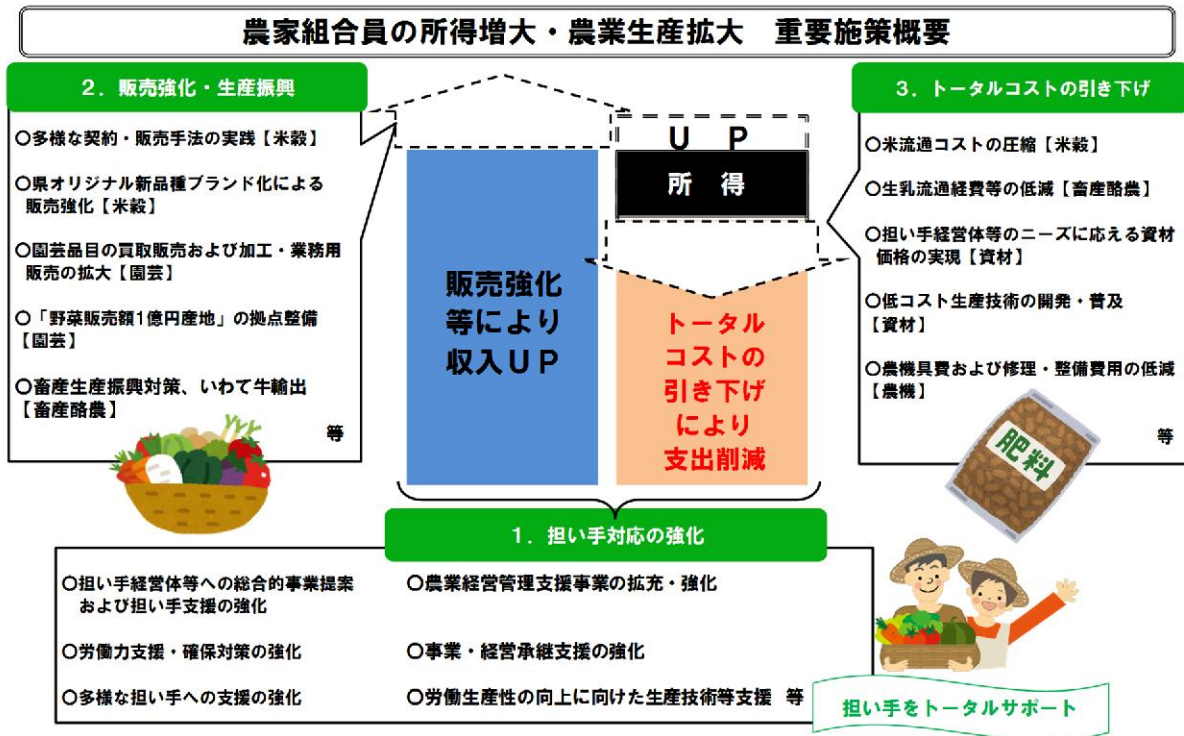 農家組合員の所得増大・農業生産拡大　重要施策概要
２．販売強化・生産振興
〇多様な契約・販売手法の実践【米穀】
〇県オリジナル新品種ブランド化による
販売強化【米穀】
〇園芸品目の買取販売および加工・業務用
販売の拡大【園芸】
〇「野菜販売額1億円産地」の拠点整備
【園芸】
〇畜産生産振興対策、いわて牛輸出
【畜産酪農】
等
ＵＰ
所　得
販売強化
等により
収入ＵＰ
トータル
コストの
引き下げ
により
支出削減
３．トータルコストの引き下げ
〇米流通コストの圧縮【米穀】
〇生乳流通経費等の低減【畜産酪農】
〇担い手経営体等のニーズに応える資材
価格の実現【資材】
〇低コスト生産技術の開発・普及
【資材】
〇農機具費および修理・整備費用の低減
【農機】
等
肥料
１．担い手対応の強化
〇担い手経営体等への総合的事業提案
および担い手支援の強化
〇労働力支援・確保対策の強化
〇多様な担い手への支援の強化
〇農業経営管理支援事業の拡充・強化
〇事業・経営承継支援の強化
〇労働生産性の向上に向けた生産技術等支援　等
担い手をトータルサポート